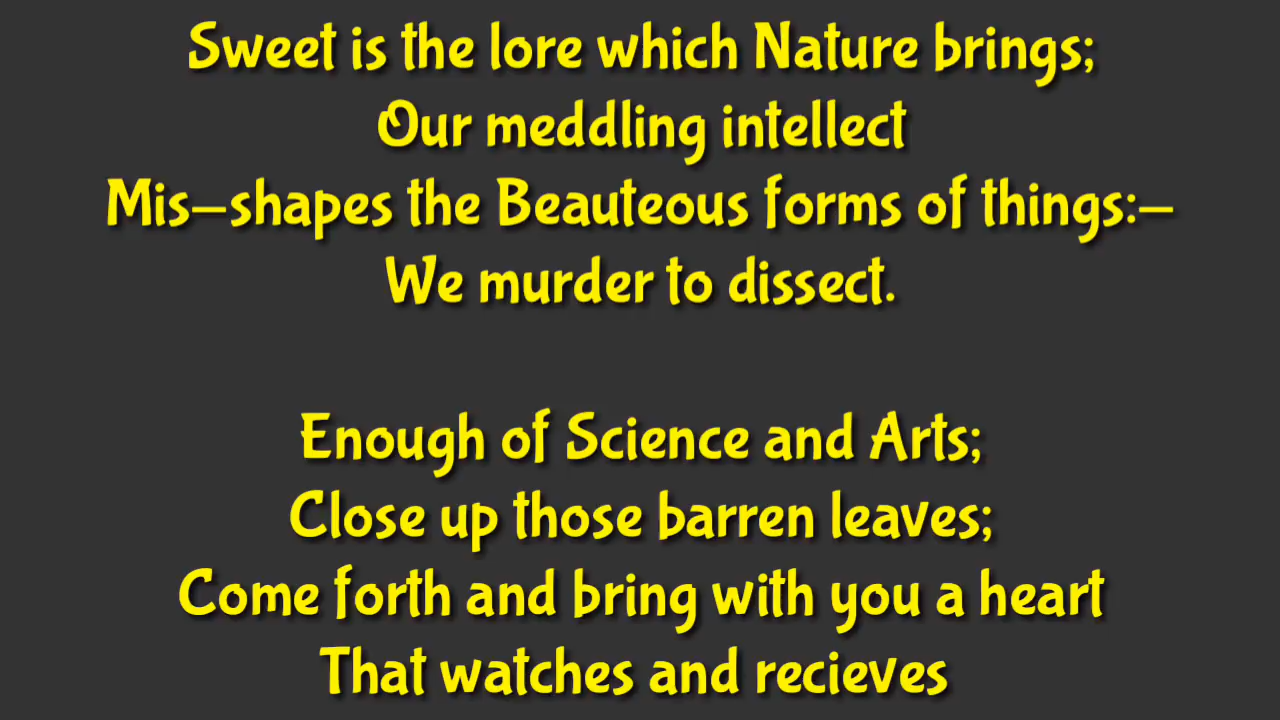 Sweet is the lore which Nature brings;
Our meddling intellect
Mis–shapes the Beauteous forms of things:–
We murder to dissect.
Enough of Science and Arts;
Close up those barren leaves;
Come forth and bring with you a heart
That watches and recieves